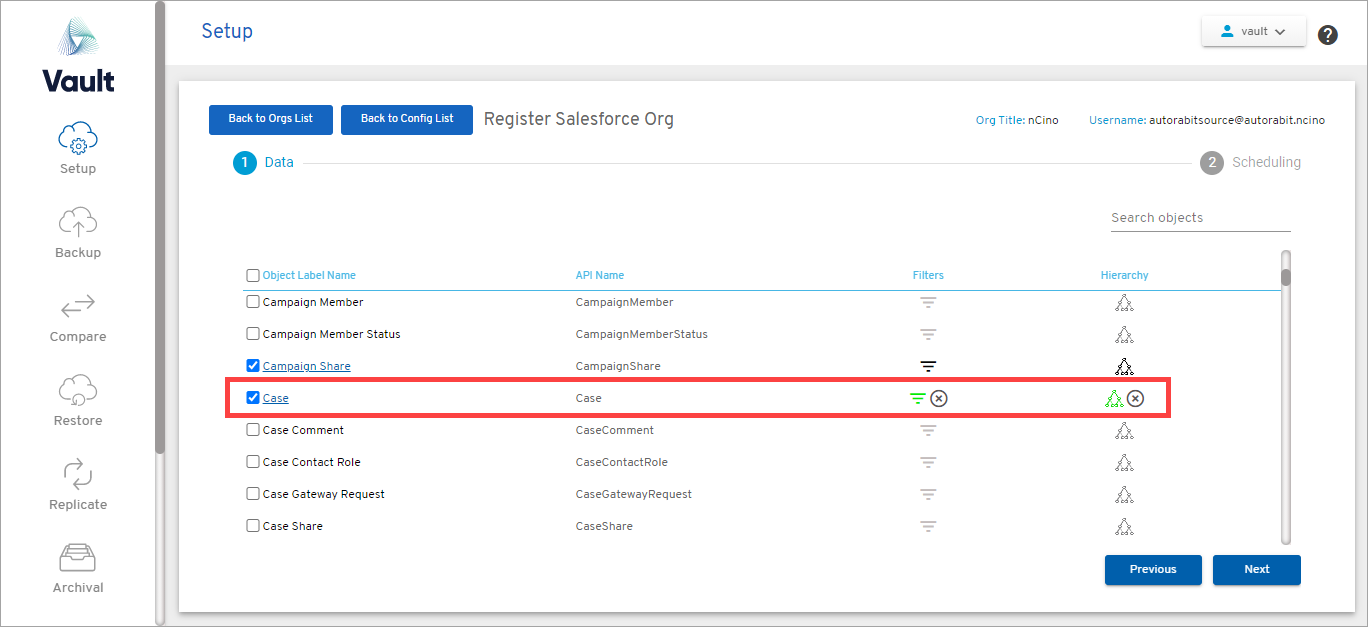 Vault
Setup
Backup
Compare
Restore
Replicate
Archival
Setup
vault
?
Back to Orgs List
Back to Config List
Register Salesforce Org
Org Title: nCino
Username: autorabitsource@autorabit.ncino
1 Data
2 Scheduling
Search objects
Object Label Name API Name Filters Hierarchy
Campaign Member CampaignMember
Campaign Member Status CampaignMemberStatus
Campaign Share CampaignShare
Case Case
Case Comment CaseComment
Case Contact Role CaseContactRole
Case Gateway Request CaseGatewayRequest
Case Share CaseShare
Previous
Next